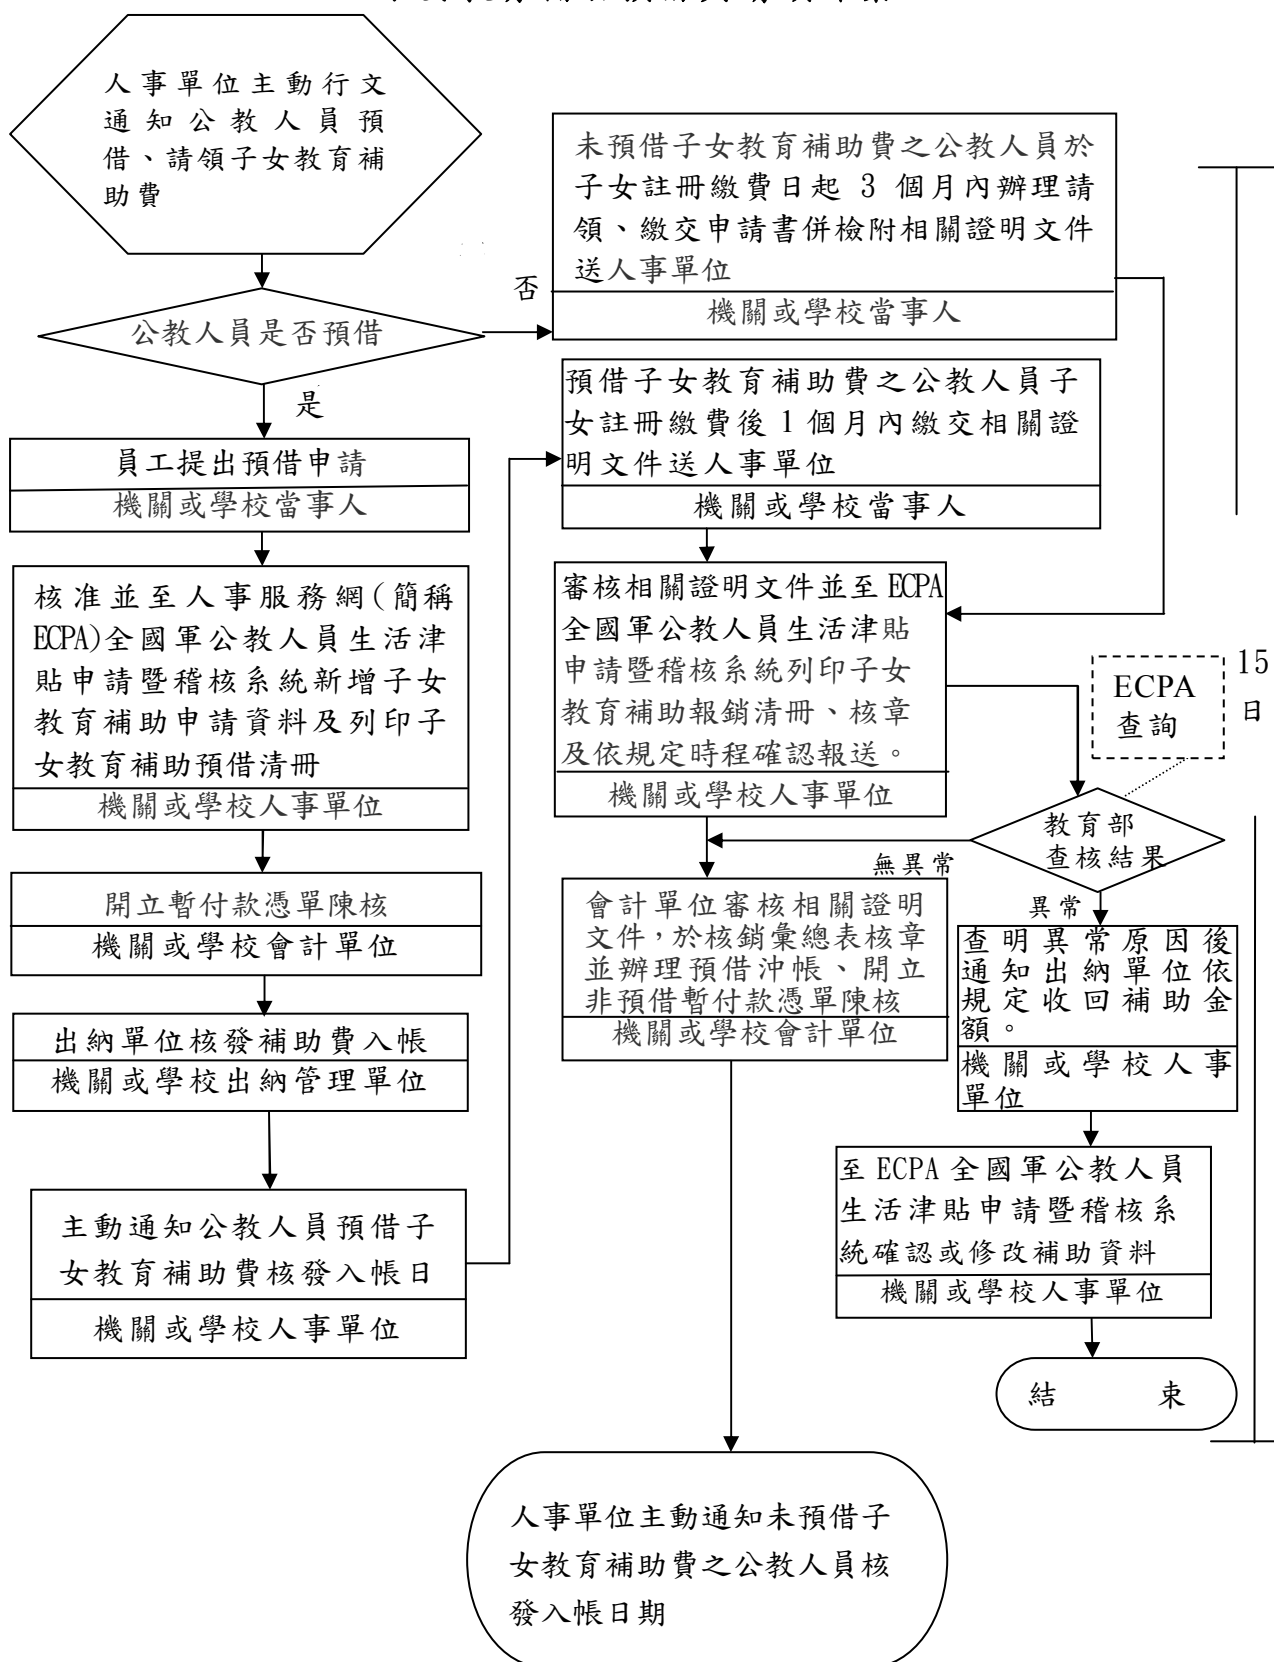 人事單位主動行文
通知公教人員預
借、請領子女教育補
助費
公教人員是否預借
否
是
未預借子女教育補助費之公教人員於
子女註冊繳費日起 3 個月內辦理請
領、繳交申請書併檢附相關證明文件
送人事單位
機關或學校當事人
員工提出預借申請
機關或學校當事人
核准並至人事服務網(簡稱
ECPA)全國軍公教人員生活津
貼申請暨稽核系統新增子女
教育補助申請資料及列印子
女教育補助預借清冊
機關或學校人事單位
開立暫付款憑單陳核
機關或學校會計單位
出納單位核發補助費入帳
機關或學校出納管理單位
主動通知公教人員預借子
女教育補助費核發入帳日
機關或學校人事單位
預借子女教育補助費之公教人員子
女註冊繳費後 1 個月內繳交相關證
明文件送人事單位
機關或學校當事人
審核相關證明文件並至 ECPA
全國軍公教人員生活津貼
申請暨稽核系統列印子女
教育補助報銷清冊、核章
及依規定時程確認報送。
機關或學校人事單位
ECPA
查詢
15
日
教育部
查核結果
無異常
異常
會計單位審核相關證明
文件，於核銷彙總表核章
並辦理預借沖帳、開立
非預借暫付款憑單陳核
機關或學校會計單位
查明異常原因後
通知出納單位依
規定收回補助金
額。
機關或學校人事
單位
至 ECPA 全國軍公教人員
生活津貼申請暨稽核系
統確認或修改補助資料
機關或學校人事單位
結 束
人事單位主動通知未預借子
女教育補助費之公教人員核
發入帳日期